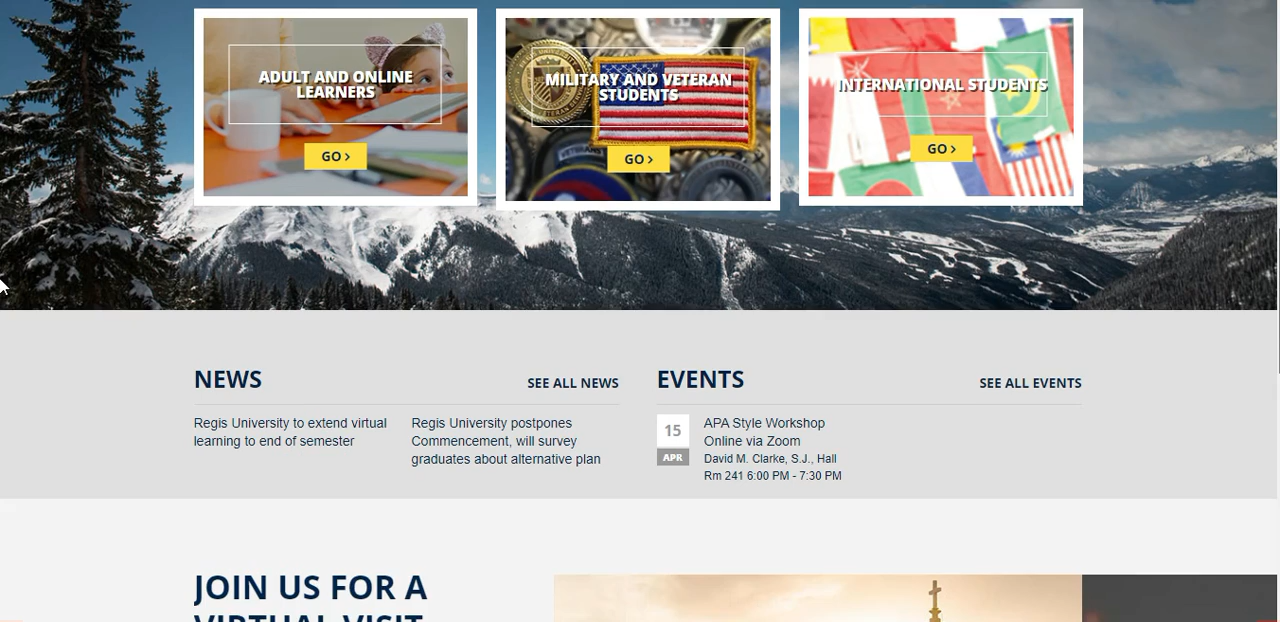 ADULT AND ONLINE
LEARNERS
GO ›
MILITARY AND VETERAN
STUDENTS
GO ›
INTERNATIONAL STUDENTS
GO ›
NEWS
SEE ALL NEWS
Regis University to extend virtual
learning to end of semester
Regis University postpones
Commencement, will survey
graduates about alternative plan
EVENTS
SEE ALL EVENTS
15
APR
APA Style Workshop
Online via Zoom
David M. Clarke, S.J., Hall
Rm 241 6:00 PM - 7:30 PM
JOIN US FOR A
VIRTUAL VISIT